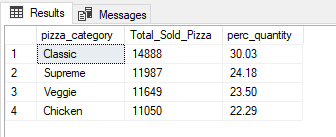 Results Messages
pizza_category Total_Sold_Pizza perc_quantity
1 Classic 14888 30.03
2 Supreme 11987 24.18
3 Veggie 11649 23.50
4 Chicken 11050 22.29